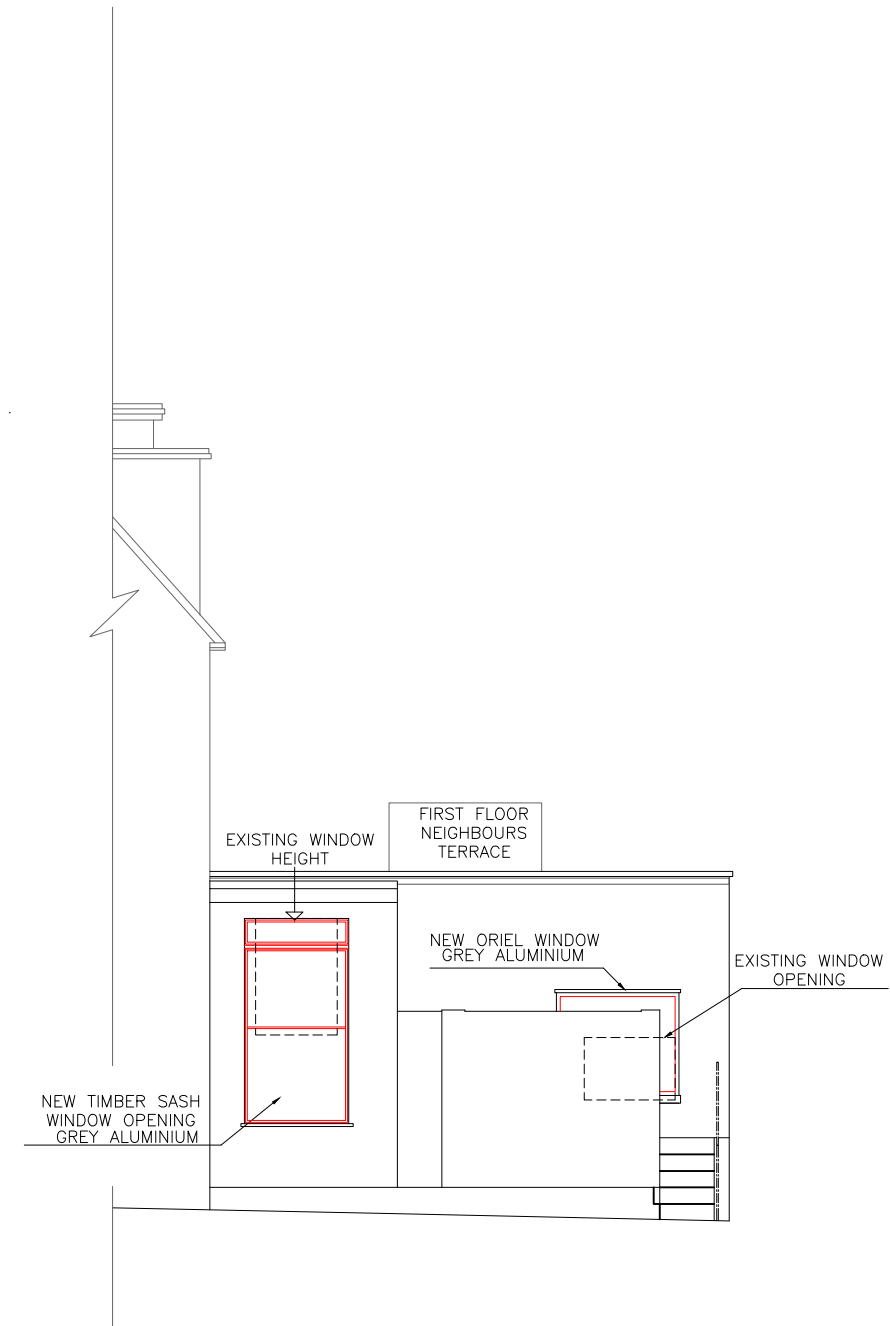 FIRST FLOOR
NEIGHBOURS
TERRACE
EXISTING WINDOW
HEIGHT
NEW ORIEL WINDOW
GREY ALUMINIUM
EXISTING WINDOW
OPENING
NEW TIMBER SASH
WINDOW OPENING
GREY ALUMINIUM